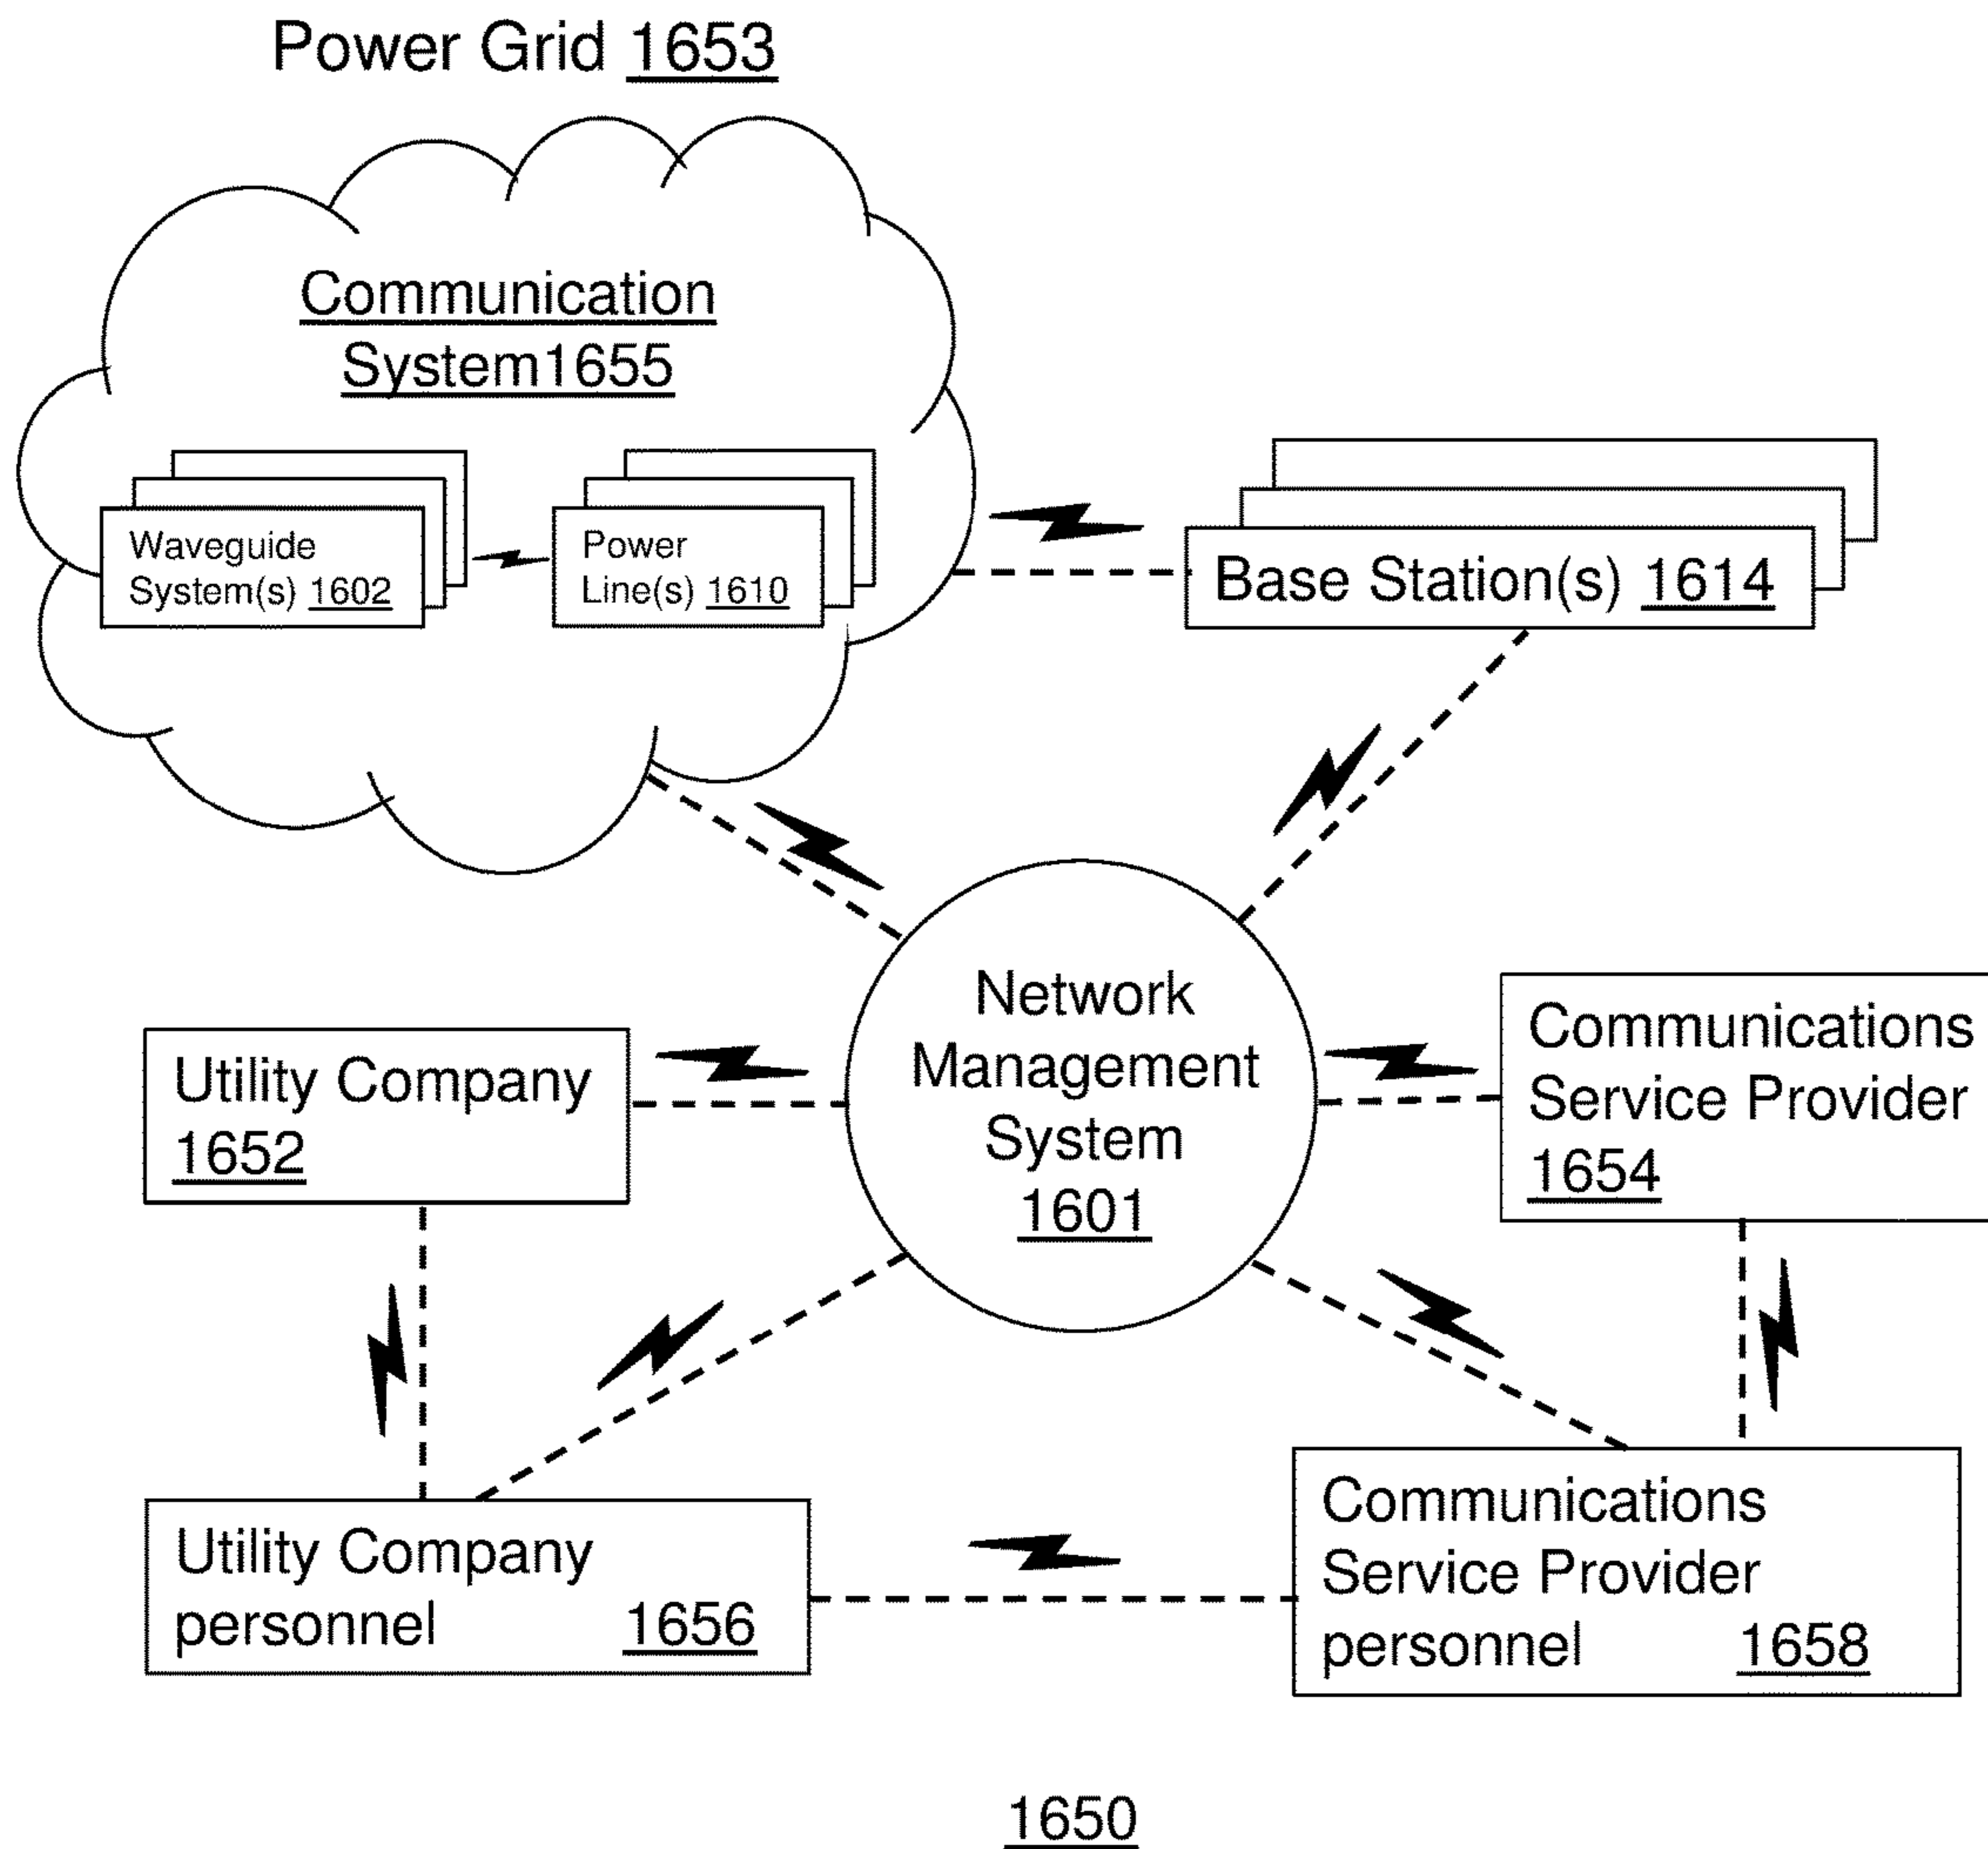 Power Grid 1653
Communication
System1655
Waveguide
System(s) 1602
Power
Line(s) 1610
Base Station(s) 1614
Network
Management
System
1601
Utility Company
1652
Communications
Service Provider
1654
Utility Company
personnel 1656
Communications
Service Provider
personnel 1658
1650